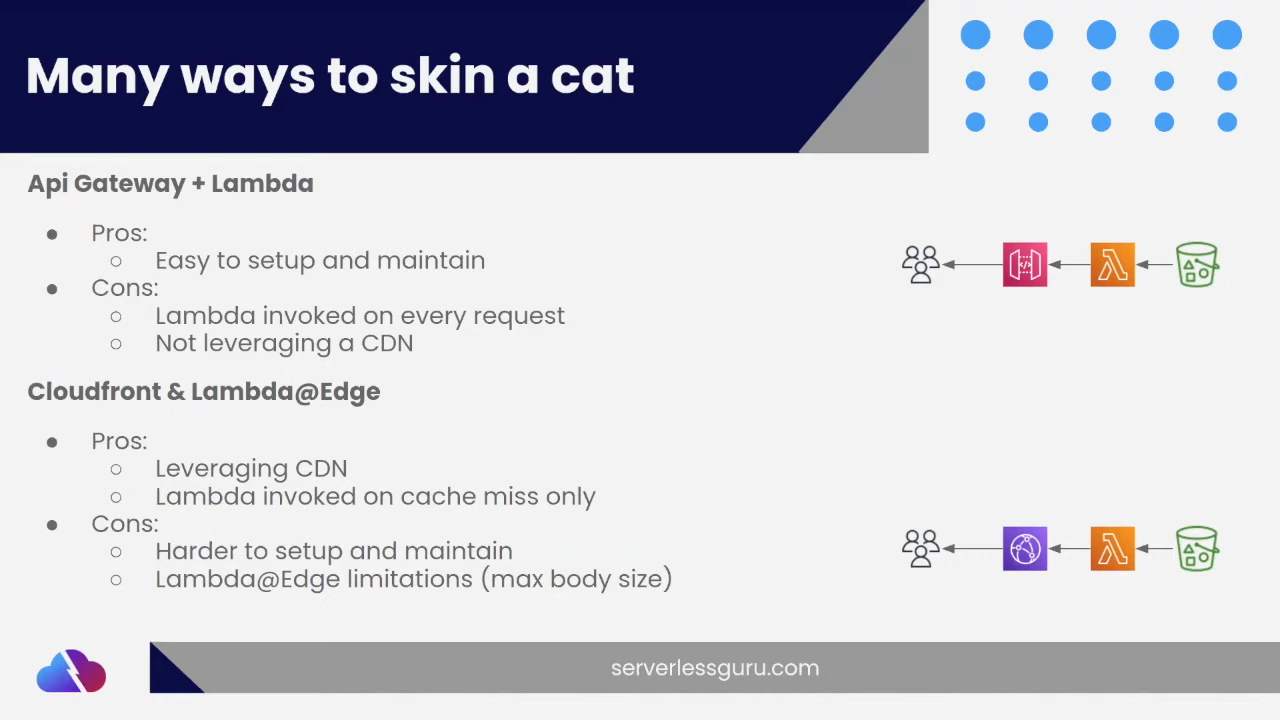 Many ways to skin a cat
Api Gateway + Lambda
● Pros:
○ Easy to setup and maintain
● Cons:
○ Lambda invoked on every request
○ Not leveraging a CDN
Cloudfront & Lambda@Edge
● Pros:
○ Leveraging CDN
○ Lambda invoked on cache miss only
● Cons:
○ Harder to setup and maintain
○ Lambda@Edge limitations (max body size)
serverlessguru.com